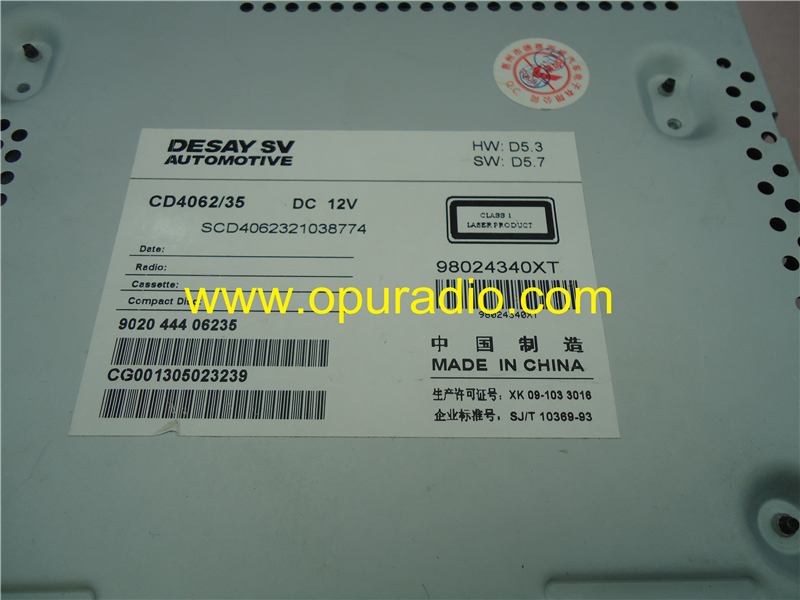 DESAY SV
AUTOMOTIVE
HW: D5.3
SW: D5.7
CD4062/35 DC 12V
SCD4062321038774
CLASS 1
LASER PRODUCT
Date:
Radio:
Cassette:
Compact Disc:
98024340XT
www.opuradio.com
98024340XT
9020 444 06235
CG001305023239
中国制造
MADE IN CHINA
生产许可证号: XK 09-103 3016
企业标准号: SJ/T 10369-93